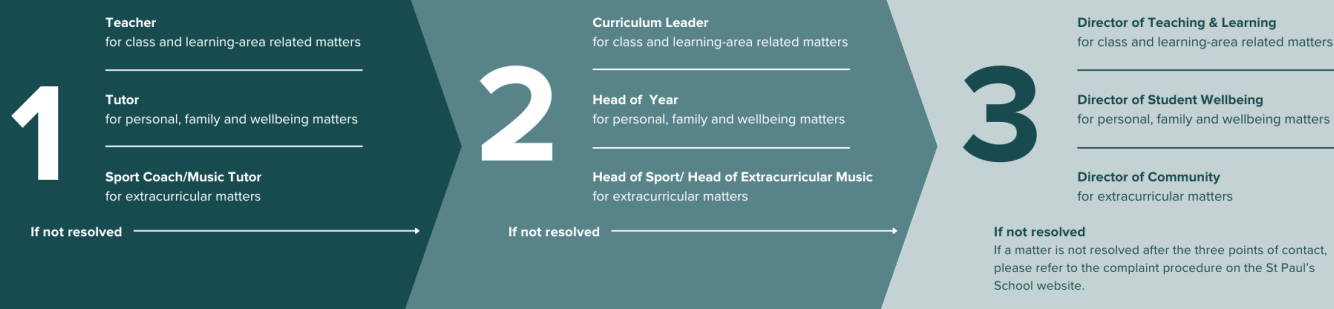 1
Teacher
for class and learning-area related matters
Tutor
for personal, family and wellbeing matters
Sport Coach/Music Tutor
for extracurricular matters
If not resolved
2
Curriculum Leader
for class and learning-area related matters
Head of Year
for personal, family and wellbeing matters
Head of Sport/ Head of Extracurricular Music
for extracurricular matters
If not resolved
3
Director of Teaching & Learning
for class and learning-area related matters
Director of Student Wellbeing
for personal, family and wellbeing matters
Director of Community
for extracurricular matters
If not resolved
If a matter is not resolved after the three points of contact,
please refer to the complaint procedure on the St Paul's
School website.